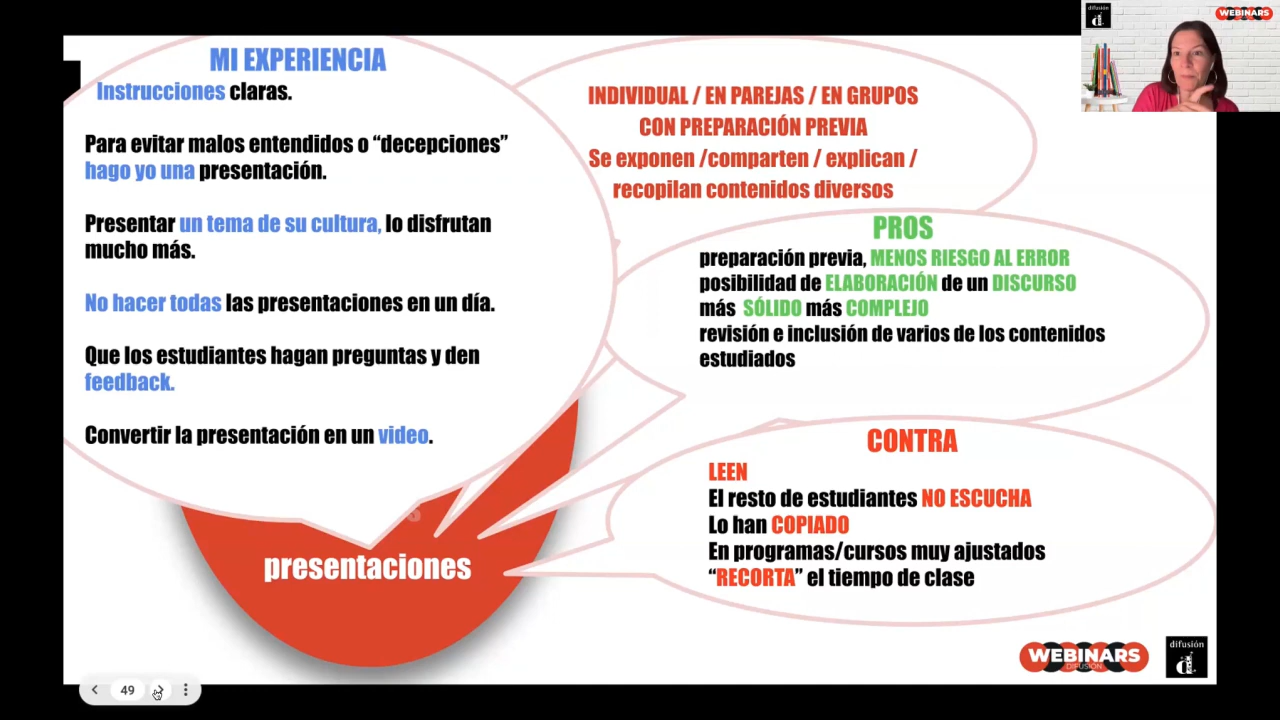 MI EXPERIENCIA
Instrucciones claras.
Para evitar malos entendidos o “decepciones”
hago yo una presentación.
Presentar un tema de su cultura, lo disfrutan
mucho más.
No hacer todas las presentaciones en un día.
Que los estudiantes hagan preguntas y den
feedback.
Convertir la presentación en un video.
INDIVIDUAL / EN PAREJAS / EN GRUPOS
CON PREPARACIÓN PREVIA
Se exponen /comparten / explican /
recopilan contenidos diversos
PROS
preparación previa, MENOS RIESGO AL ERROR
posibilidad de ELABORACIÓN de un DISCURSO
más SÓLIDO más COMPLEJO
revisión e inclusión de varios de los contenidos
estudiados
CONTRA
LEEN
El resto de estudiantes NO ESCUCHA
Lo han COPIADO
En programas/cursos muy ajustados
“RECORTA” el tiempo de clase
presentaciones
difusión
WEBINARS
WEBINARS
DIFUSIÓN
difusión
49